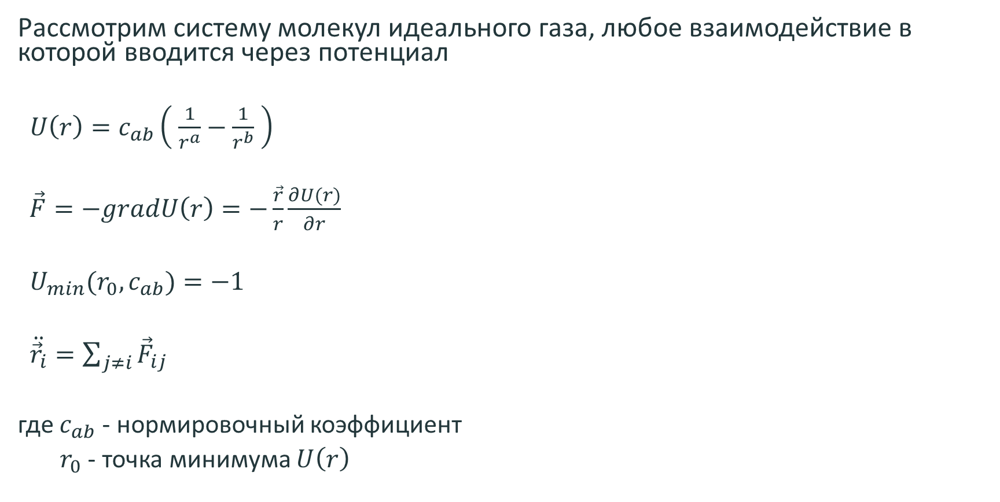 Рассмотрим систему молекул идеального газа, любое взаимодействие в
которой вводится через потенциал
$U(r) = c_{ab}\left(\frac{1}{r^a} - \frac{1}{r^b}\right)$
$\vec{F} = -gradU(r) = -\frac{\vec{r}}{r}\frac{\partial U(r)}{\partial r}$
$U_{min}(r_0, c_{ab}) = -1$
$\ddot{\vec{r}}_i = \sum_{j \neq i} \vec{F}_{ij}$
где $c_{ab}$ - нормировочный коэффициент
$r_0$ - точка минимума $U(r)$